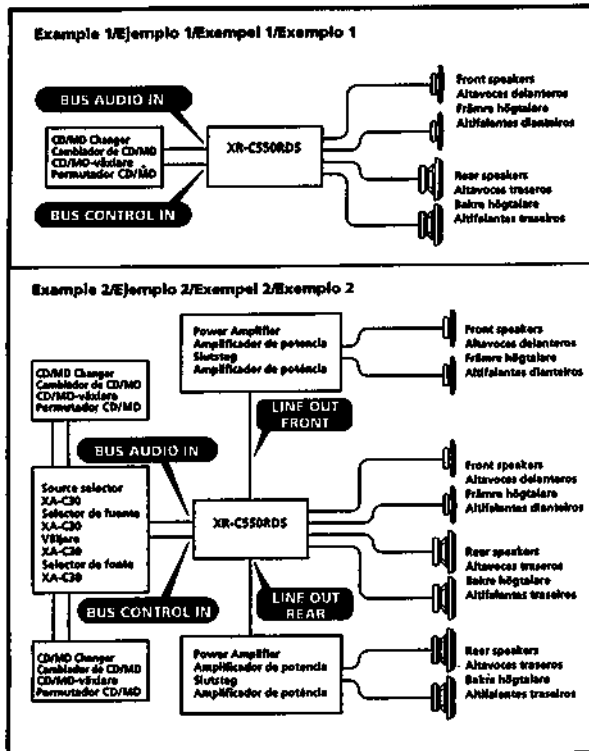 Example 1/Ejemplo 1/Exempel 1/Exemplo 1
BUS AUDIO IN
CD/MD Changer
Cambiador de CD/MD
CD/MD-växlare
Permutador CD/MD
BUS CONTROL IN
XR-C550RDS
Front speakers
Altavoces delanteros
Främre högtalare
Altifalantes dianteiros
Rear speakers
Altavoces traseros
Bakre högtalare
Altifalantes traseiros
Example 2/Ejemplo 2/Exempel 2/Exemplo 2
Power Amplifier
Amplificador de potencia
Slutsteg
Amplificador de potência
Front speakers
Altavoces delanteros
Främre högtalare
Altifalantes dianteiros
CD/MD Changer
Cambiador de CD/MD
CD/MD-växlare
Permutador CD/MD
LINE OUT
FRONT
BUS AUDIO IN
Source selector
XA-C30
Selector de fuente
XA-C30
Väljare
XA-C30
Selector de fonte
XA-C30
XR-C550RDS
Front speakers
Altavoces delanteros
Främre högtalare
Altifalantes dianteiros
Rear speakers
Altavoces traseros
Bakre högtalare
Altifalantes traseiros
BUS CONTROL IN
LINE OUT
REAR
CD/MD Changer
Cambiador de CD/MD
CD/MD-växlare
Permutador CD/MD
Power Amplifier
Amplificador de potencia
Slutsteg
Amplificador de potência
Rear speakers
Altavoces traseros
Bakre högtalare
Altifalantes traseiros